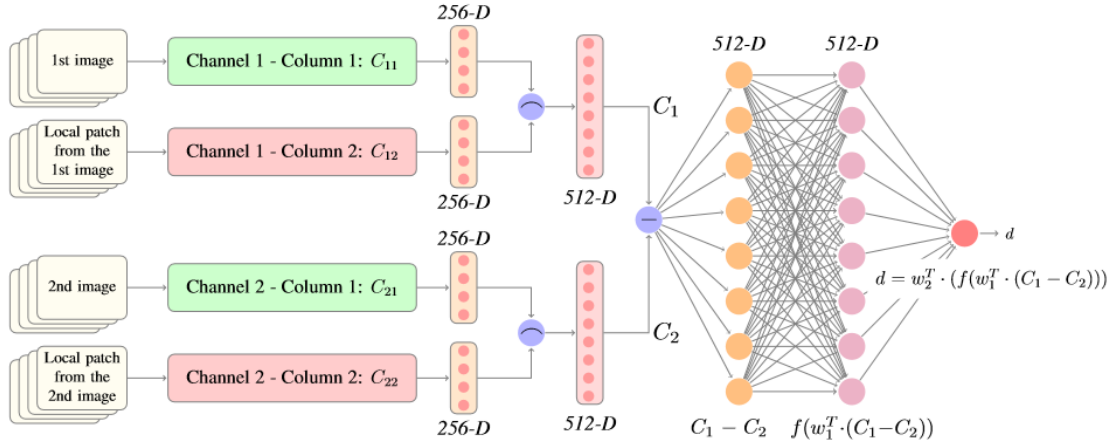 256-D
1st image
Channel 1 - Column 1: C₁₁
Local patch
from the
1st image
Channel 1 - Column 2: C₁₂
256-D
512-D
C₁
256-D
2nd image
Channel 2 - Column 1: C₂₁
Local patch
from the
2nd image
Channel 2 - Column 2: C₂₂
256-D
512-D
C₂
−
512-D
512-D
d
d = w₂ᵀ · (f(w₁ᵀ · (C₁ − C₂)))
C₁ − C₂
f(w₁ᵀ·(C₁−C₂))